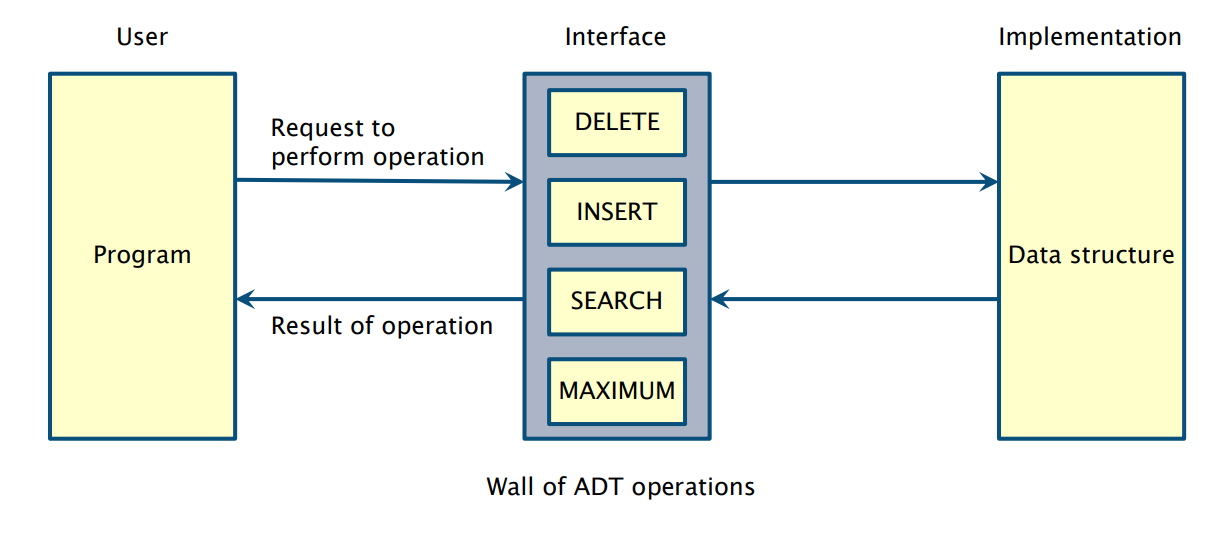 User
Interface
Implementation
Request to
perform operation
DELETE
INSERT
Program
Data structure
SEARCH
Result of operation
MAXIMUM
Wall of ADT operations